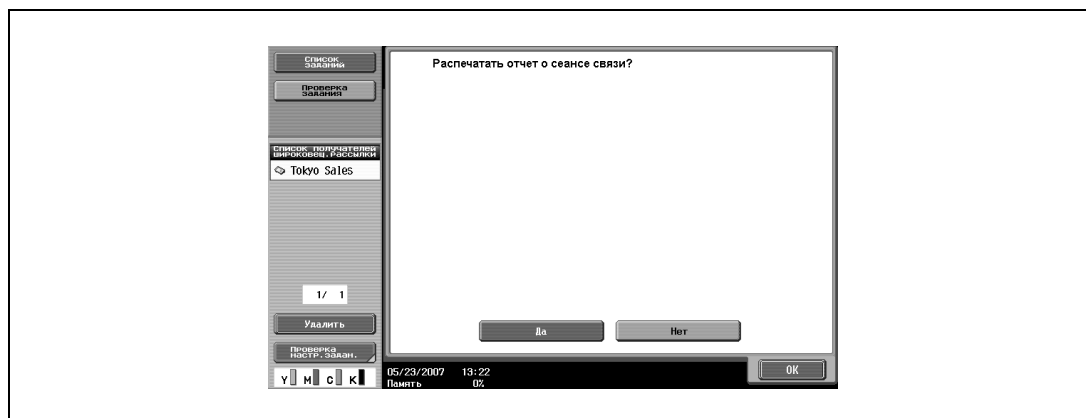 Список
заданий
Проверка
задания
Список получателей
широковещ.рассылки
Tokyo Sales
1/ 1
Удалить
Проверка
настр.задан.
Y M C K
Распечатать отчет о сеансе связи?
Да
Нет
05/23/2007 13:22
Память 0%
OK